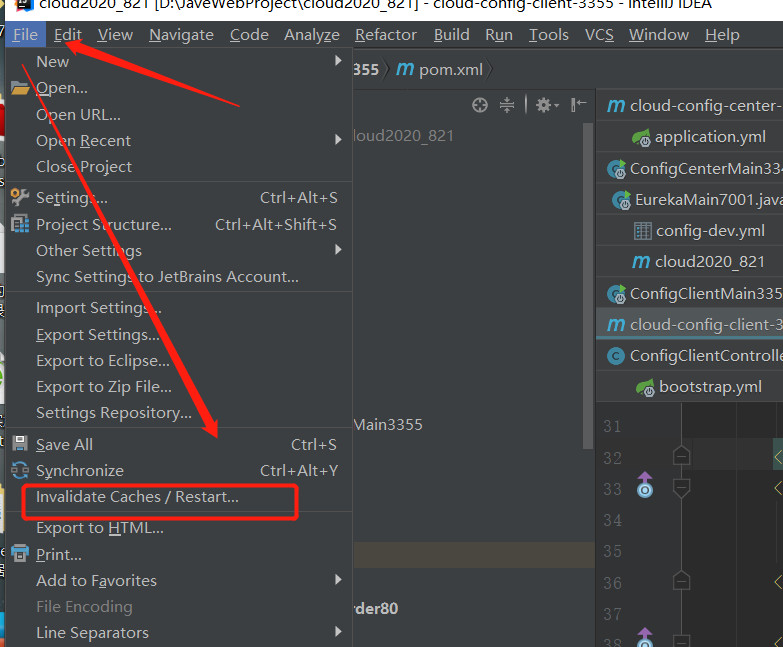 cloud2020_821 [D:\JaveWebProject\cloud2020_821] - cloud-config-client-3355 - IntelliJ IDEA
File Edit View Navigate Code Analyze Refactor Build Run Tools VCS Window Help
355 m pom.xml
New
Open...
Open URL...
Open Recent
Close Project
Settings... Ctrl+Alt+S
Project Structure... Ctrl+Alt+Shift+S
Other Settings
Sync Settings to JetBrains Account...
Import Settings...
Export Settings...
Export to Eclipse...
Export to Zip File...
Settings Repository...
Save All Ctrl+S
Synchronize Ctrl+Alt+Y
Invalidate Caches / Restart...
Export to HTML...
Print...
Add to Favorites
File Encoding
Line Separators
loud2020_821
Main3355
rder80
m cloud-config-center-
application.yml
ConfigCenterMain334
EurekaMain7001.java
config-dev.yml
m cloud2020_821
ConfigClientMain355
m cloud-config-client-3
C ConfigClientControlle
bootstrap.yml
31
32
33
34
35
36
37
38